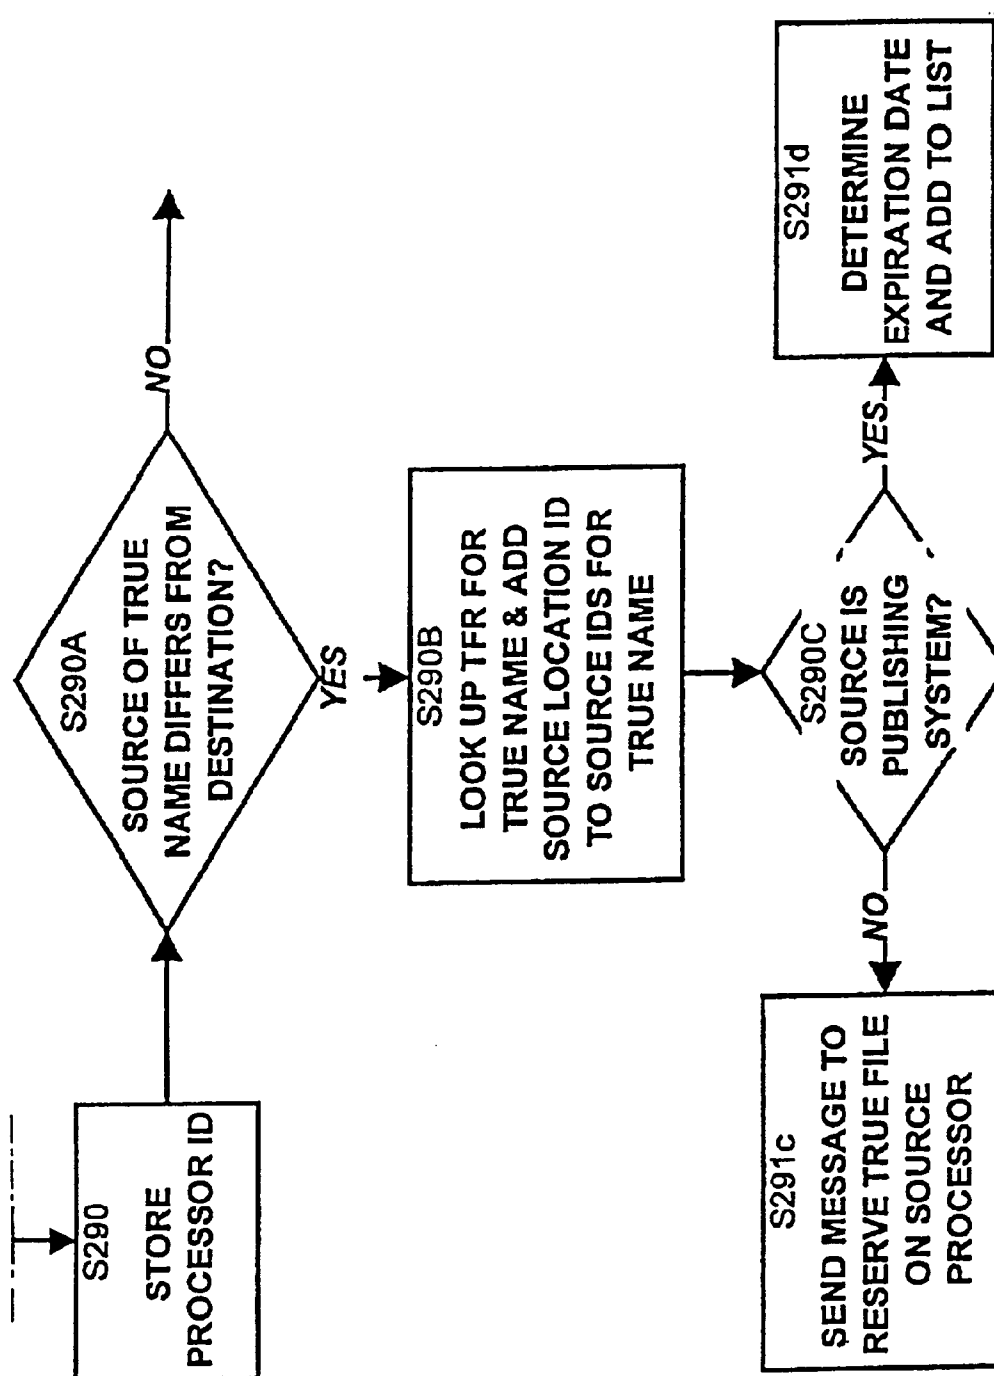 S290
STORE
PROCESSOR ID
S290A
SOURCE OF TRUE
NAME DIFFERS FROM
DESTINATION?
NO
YES
S290B
LOOK UP TFR FOR
TRUE NAME & ADD
SOURCE LOCATION ID
TO SOURCE IDS FOR
TRUE NAME
S290C
SOURCE IS
PUBLISHING
SYSTEM?
NO
YES
S291c
SEND MESSAGE TO
RESERVE TRUE FILE
ON SOURCE
PROCESSOR
S291d
DETERMINE
EXPIRATION DATE
AND ADD TO LIST